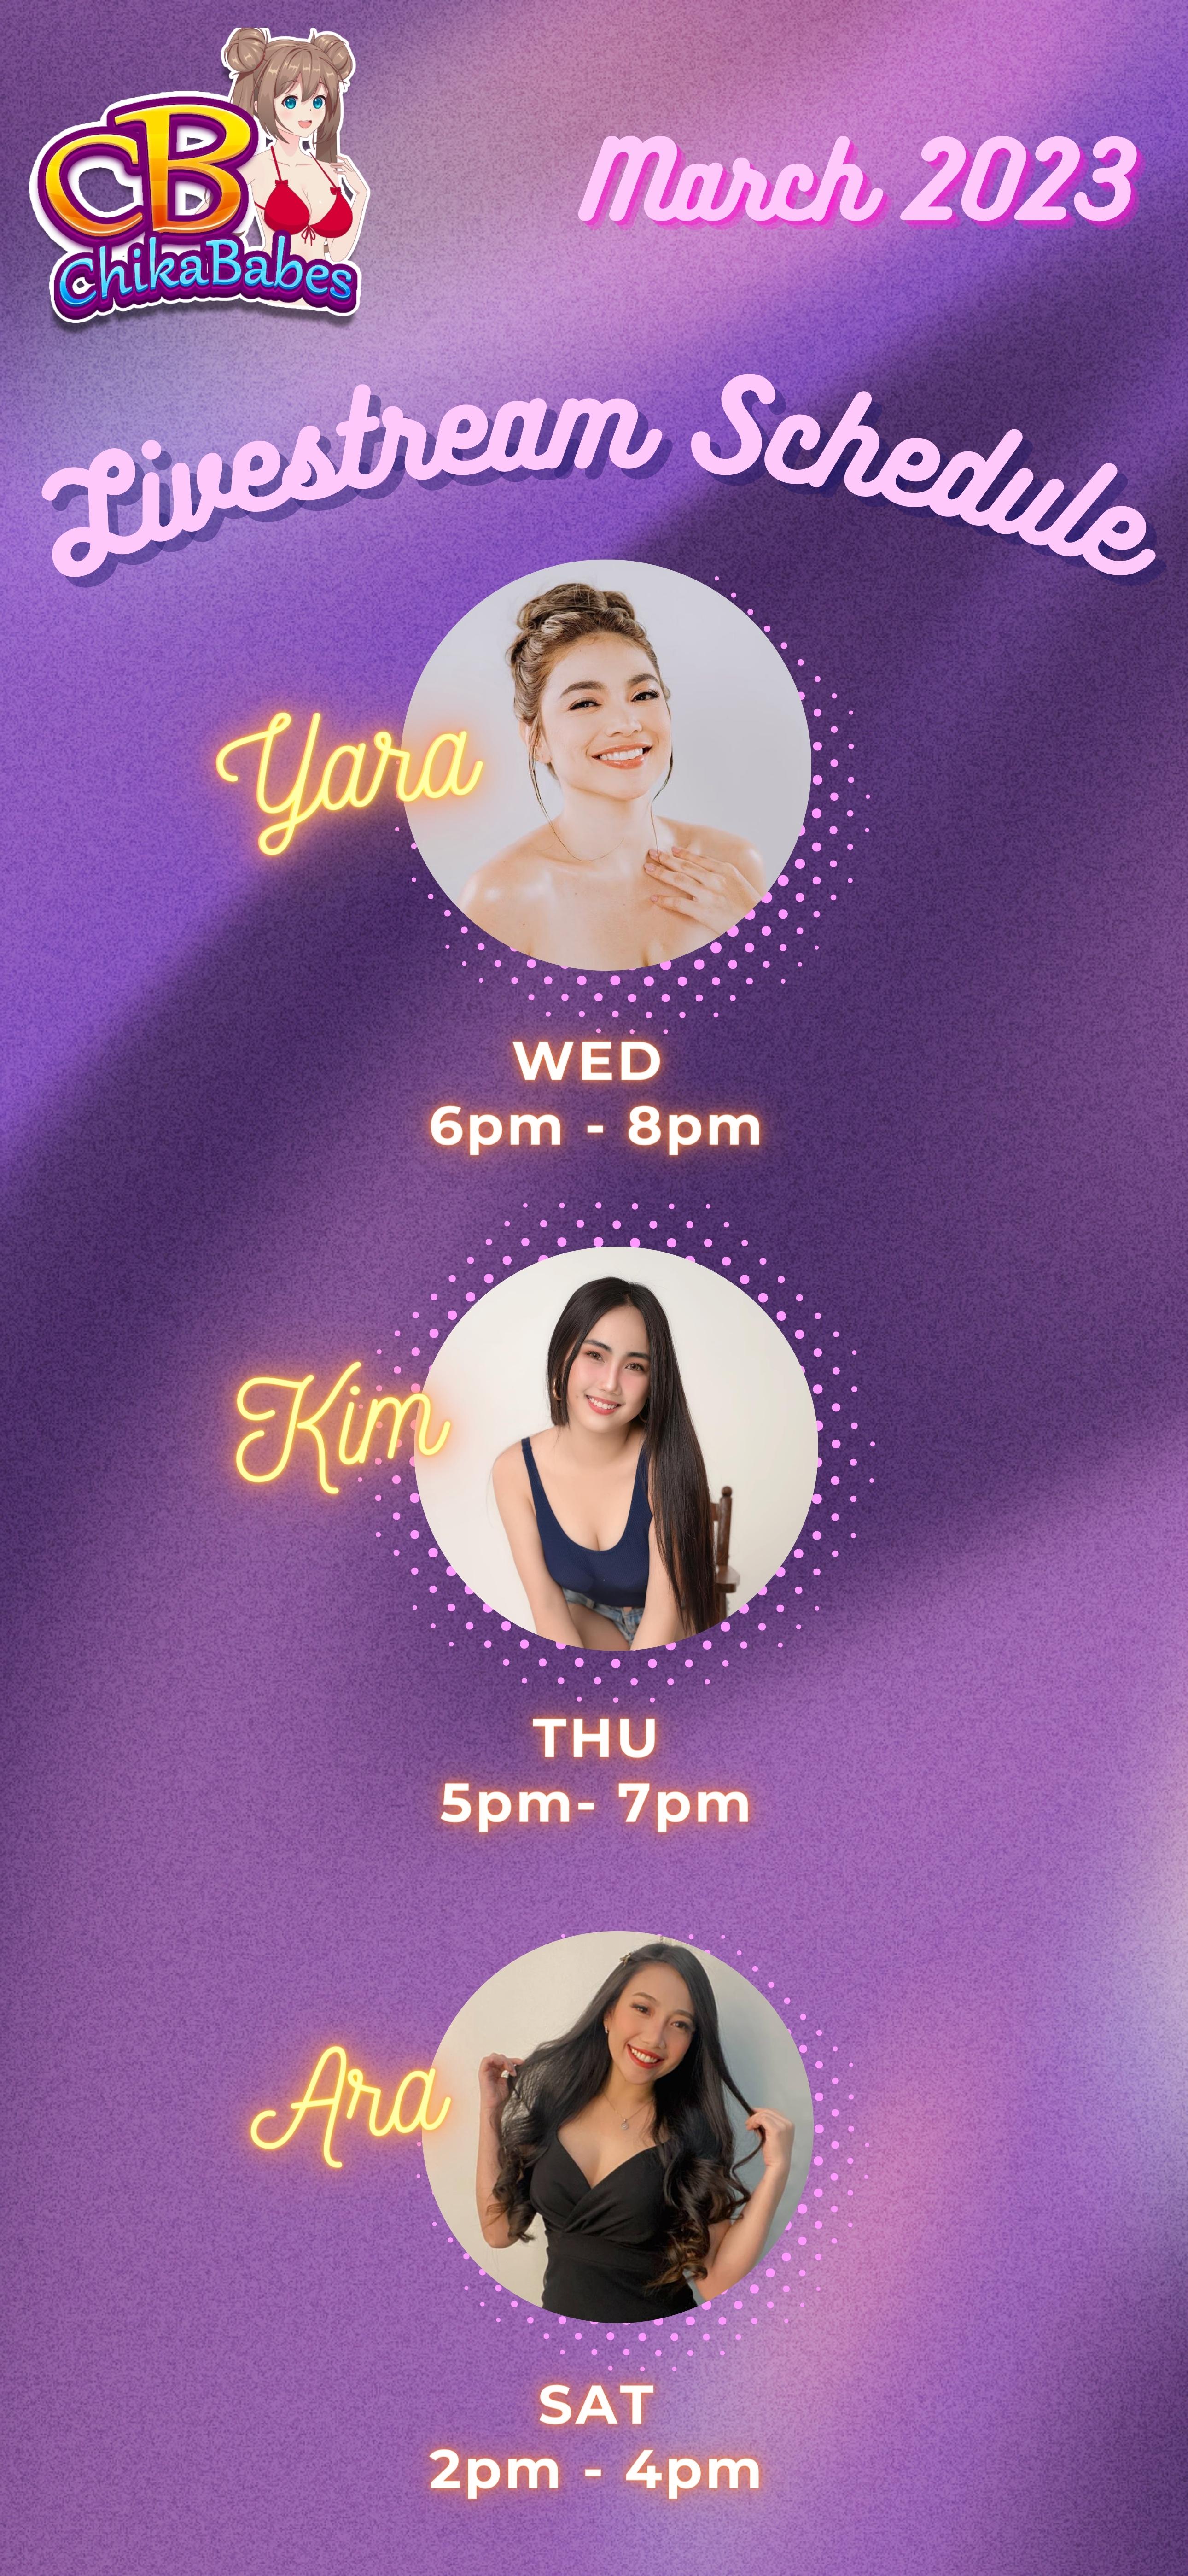 CB
ChikaBabes
March 2023
Livestream Schedule
Yara
WED
6pm - 8pm
Kim
THU
5pm- 7pm
Ara
SAT
2pm - 4pm